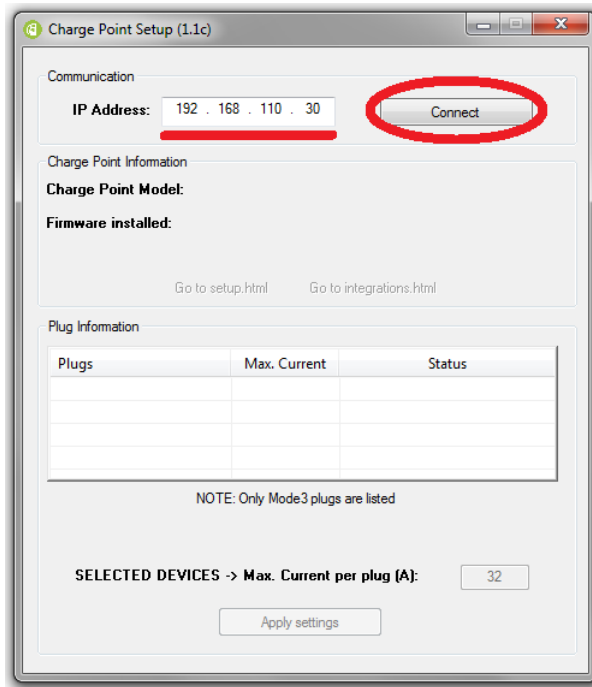 Charge Point Setup (1.1c)
Communication
IP Address: 192 . 168 . 110 . 30 Connect
Charge Point Information
Charge Point Model:
Firmware installed:
Go to setup.html Go to integrations.html
Plug Information
Plugs Max. Current Status
NOTE: Only Mode3 plugs are listed
SELECTED DEVICES -> Max. Current per plug (A): 32
Apply settings